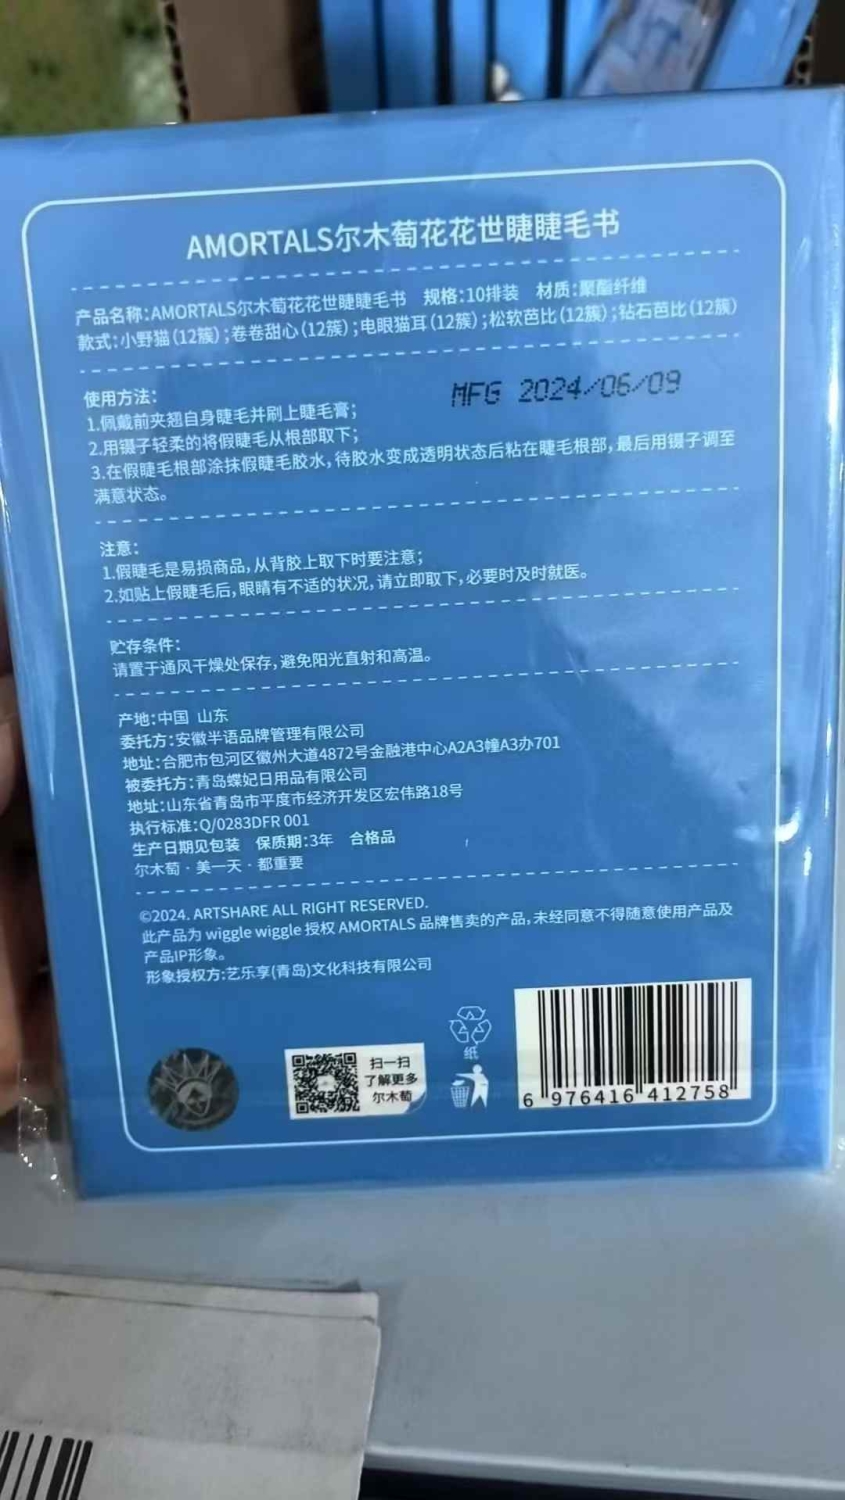 AMORTALS尔木萄花花世睫睫毛书
产品名称:AMORTALS尔木萄花花世睫睫毛书 规格:10排装 材质:聚酯纤维
款式:小野猫(12簇);卷卷甜心(12簇);电眼猫耳(12簇);松软芭比(12簇);钻石芭比(12簇)
使用方法:
MFG 2024/06/09
1.佩戴前夹翘自身睫毛并刷上睫毛膏;
2.用镊子轻柔的将假睫毛从根部取下;
3.在假睫毛根部涂抹假睫毛胶水,待胶水变成透明状态后粘在睫毛根部,最后用镊子调至
满意状态。
注意:
1.假睫毛是易损商品,从背胶上取下时要注意;
2.如贴上假睫毛后,眼睛有不适的状况,请立即取下,必要时及时就医。
贮存条件:
请置于通风干燥处保存,避免阳光直射和高温。
产地:中国 山东
委托方:安徽半语品牌管理有限公司
地址:合肥市包河区徽州大道4872号金融港中心A2A3幢A3办701
被委托方:青岛蝶妃日用品有限公司
地址:山东省青岛市平度市经济开发区宏伟路18号
执行标准:Q/0283DFR 001
生产日期见包装 保质期:3年 合格品
尔木萄·美一天·都重要
©2024. ARTSHARE ALL RIGHT RESERVED.
此产品为 wiggle wiggle 授权 AMORTALS 品牌售卖的产品,未经同意不得随意使用产品及
产品IP形象。
形象授权方:艺乐享(青岛)文化科技有限公司
纸
扫一扫
了解更多
尔木萄
6 976416 412758